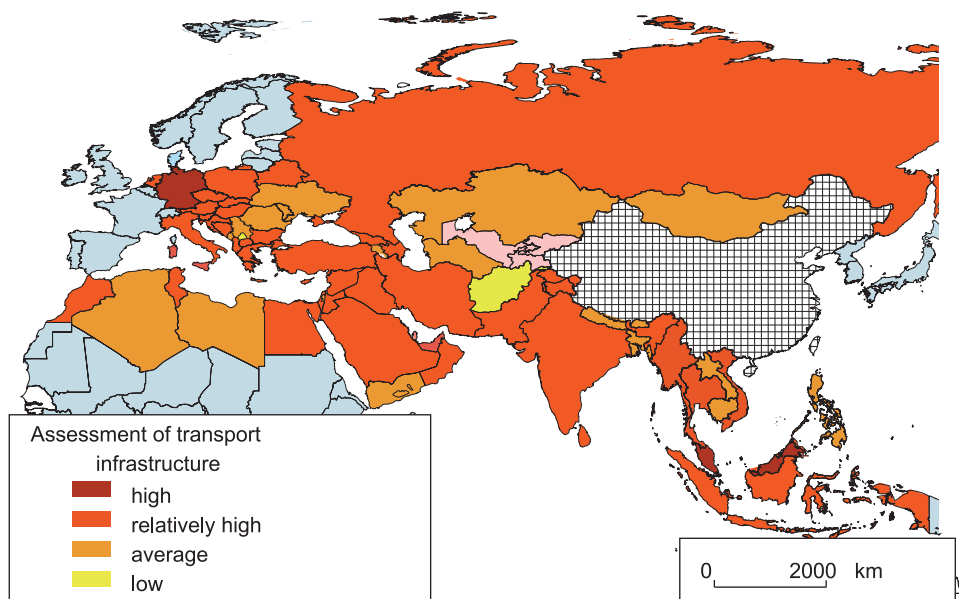 Assessment of transport
infrastructure
high
relatively high
average
low
0 2000 km